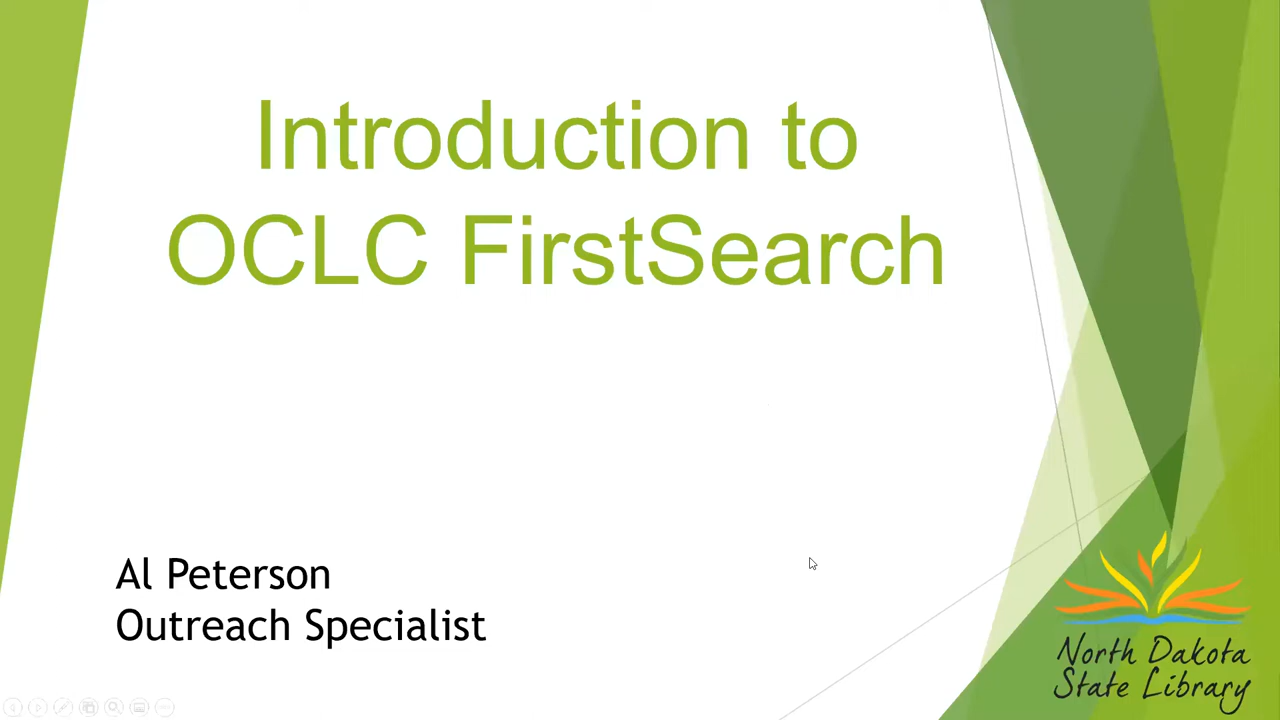 Introduction to
OCLC FirstSearch
Al Peterson
Outreach Specialist
North Dakota
State Library